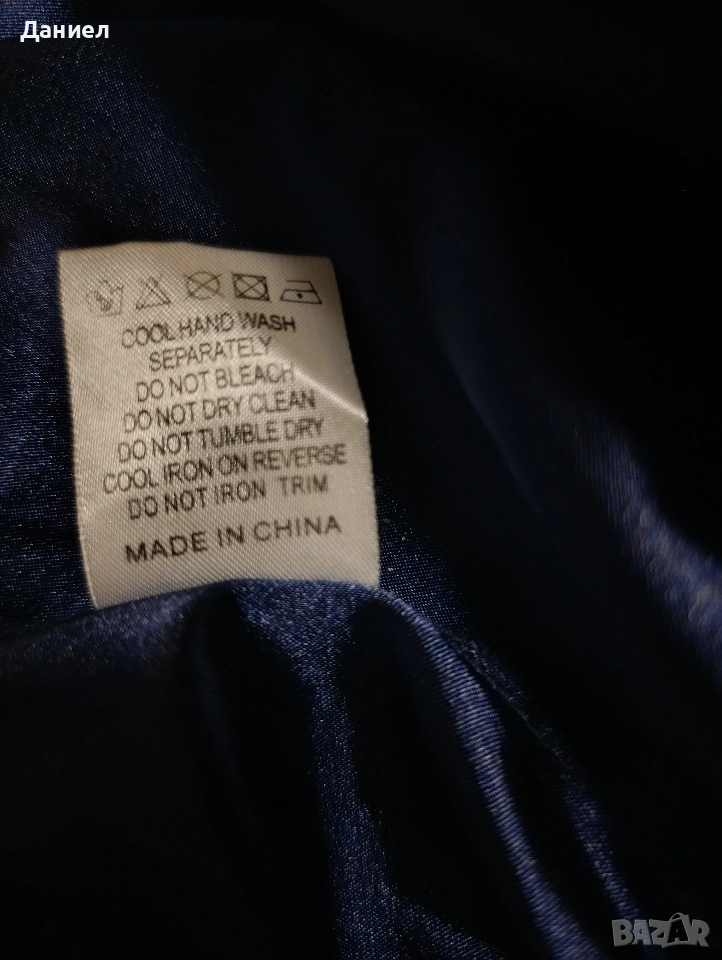 Даниел
COOL HAND WASH
SEPARATELY
DO NOT BLEACH
DO NOT DRY CLEAN
DO NOT TUMBLE DRY
COOL IRON ON REVERSE
DO NOT IRON TRIM
MADE IN CHINA
BAZAR